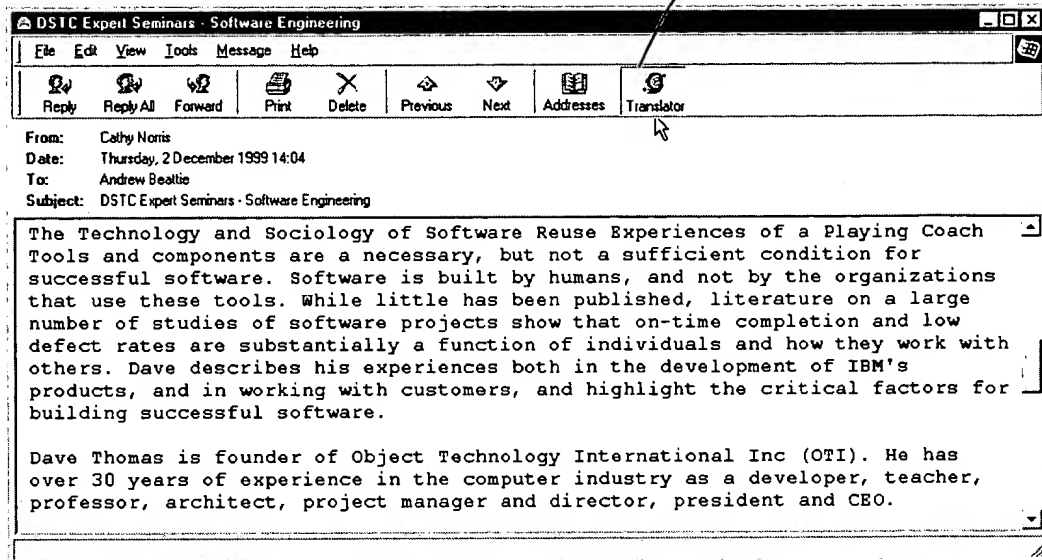 DSTC Expert Seminars - Software Engineering
File Edit View Tools Message Help
Reply Reply All Forward Print Delete Previous Next Addresses Translator
From: Cathy Norris
Date: Thursday, 2 December 1999 14:04
To: Andrew Beattie
Subject: DSTC Expert Seminars - Software Engineering
The Technology and Sociology of Software Reuse Experiences of a Playing Coach
Tools and components are a necessary, but not a sufficient condition for
successful software. Software is built by humans, and not by the organizations
that use these tools. While little has been published, literature on a large
number of studies of software projects show that on-time completion and low
defect rates are substantially a function of individuals and how they work with
others. Dave describes his experiences both in the development of IBM's
products, and in working with customers, and highlight the critical factors for
building successful software.
Dave Thomas is founder of Object Technology International Inc (OTI). He has
over 30 years of experience in the computer industry as a developer, teacher,
professor, architect, project manager and director, president and CEO.